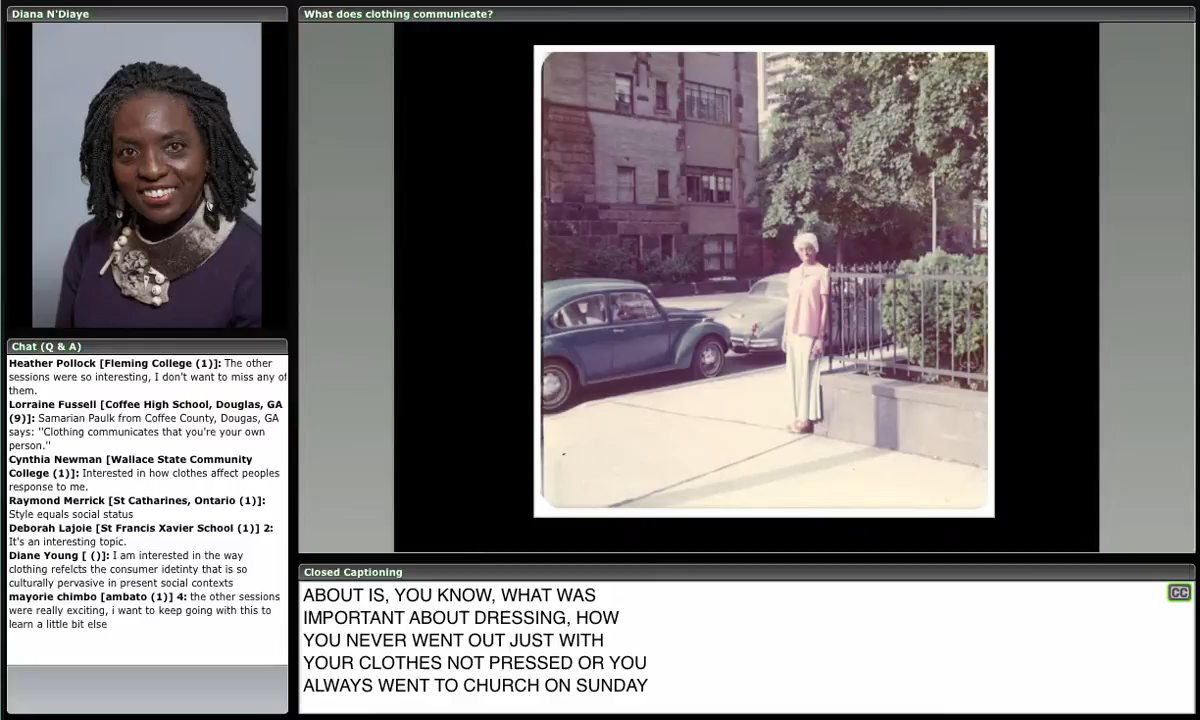 Diana N'Diaye
What does clothing communicate?
Chat (Q & A)
Heather Pollock [Fleming College (1)]: The other
sessions were so interesting, I don't want to miss any of
them.
Lorraine Fussell [Coffee High School, Douglas, GA
(9)]: Samarian Paulk from Coffee County, Dougas, GA
says: "Clothing communicates that you're your own
person."
Cynthia Newman [Wallace State Community
College (1)]: Interested in how clothes affect peoples
response to me.
Raymond Merrick [St Catharines, Ontario (1)]:
Style equals social status
Deborah Lajoie [St Francis Xavier School (1)] 2:
It's an interesting topic.
Diane Young [ ()]: I am interested in the way
clothing refelcts the consumer idetinty that is so
culturally pervasive in present social contexts
mayorie chimbo [ambato (1)] 4: the other sessions
were really exciting, i want to keep going with this to
learn a little bit else
Closed Captioning
ABOUT IS, YOU KNOW, WHAT WAS
IMPORTANT ABOUT DRESSING, HOW
YOU NEVER WENT OUT JUST WITH
YOUR CLOTHES NOT PRESSED OR YOU
ALWAYS WENT TO CHURCH ON SUNDAY
CC